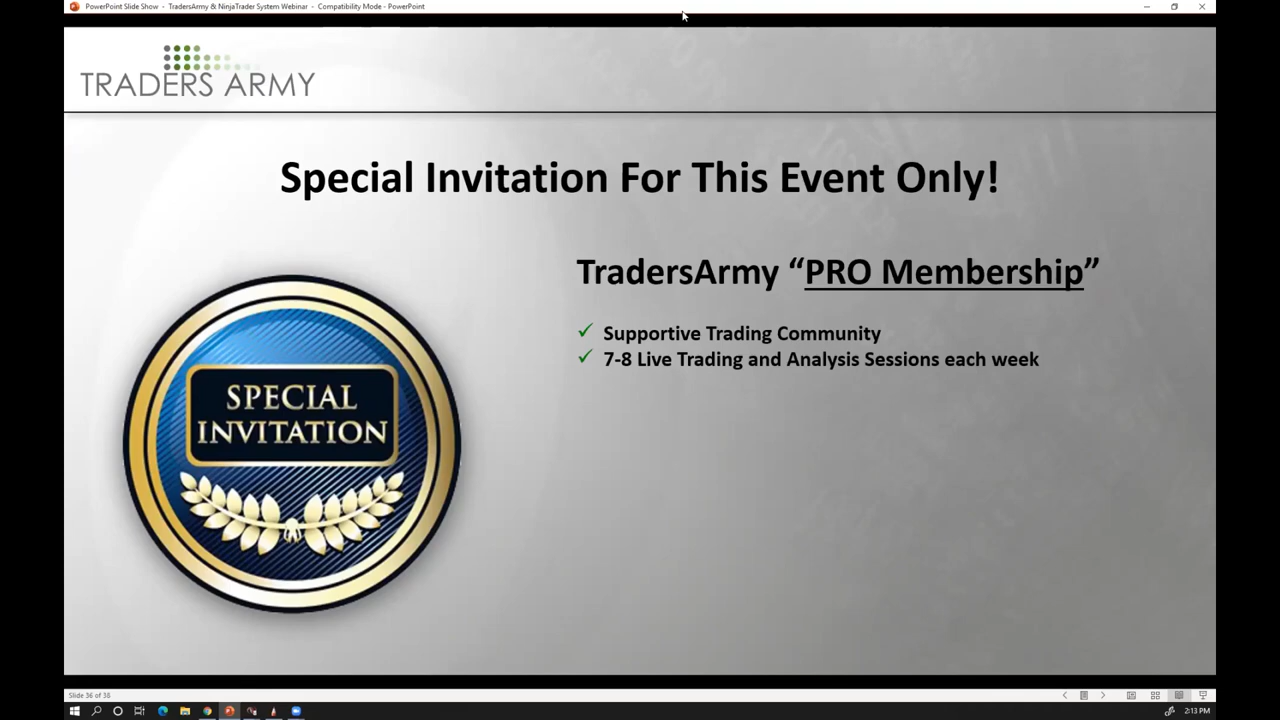 PowerPoint Slide Show - TradersArmy & NinjaTrader System Webinar - Compatibility Mode - PowerPoint
TRADERS ARMY
Special Invitation For This Event Only!
TradersArmy “PRO Membership”
✓ Supportive Trading Community
✓ 7-8 Live Trading and Analysis Sessions each week
SPECIAL
INVITATION
Slide 36 of 38
2:13 PM